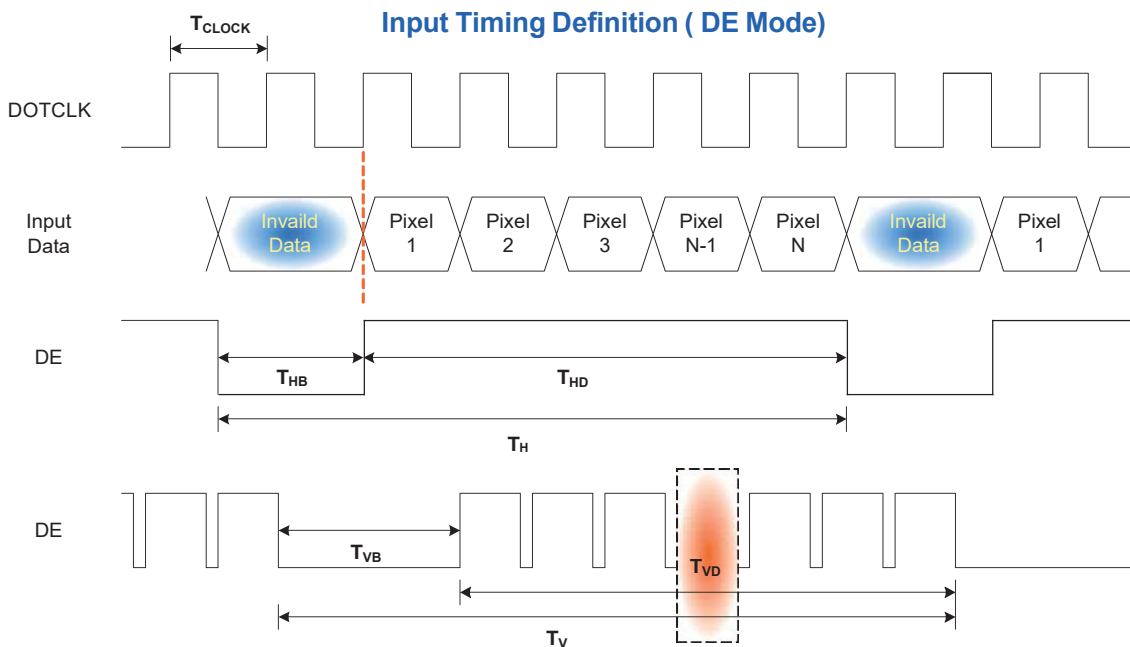 Input Timing Definition ( DE Mode)
TCLOCK
DOTCLK
Input
Data
Invaild
Data
Pixel
1
Pixel
2
Pixel
3
Pixel
N-1
Pixel
N
Invaild
Data
Pixel
1
DE
THB
THD
TH
DE
TVB
TVD
TV